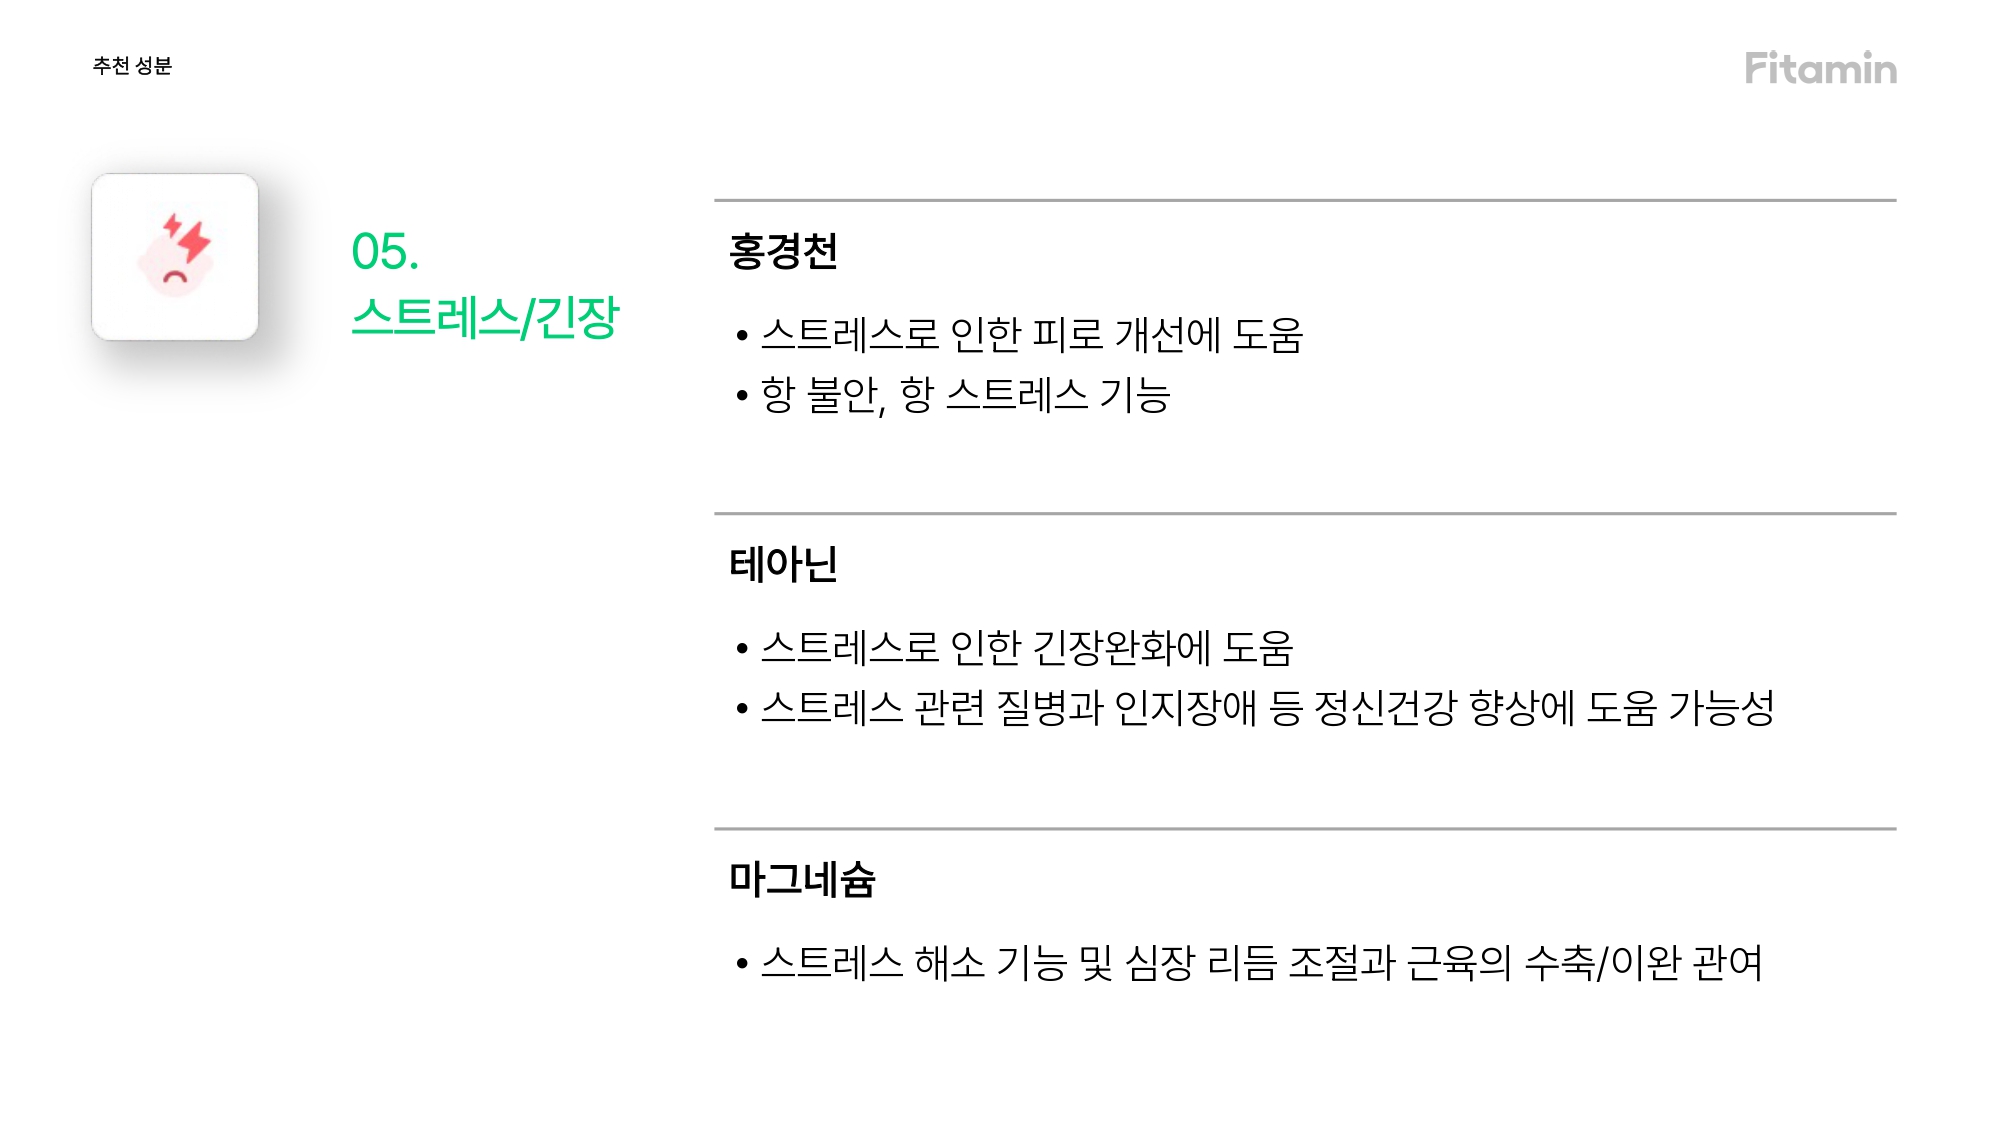 추천 성분
Fitamin
05.
스트레스/긴장
홍경천
• 스트레스로 인한 피로 개선에 도움
• 항 불안, 항 스트레스 기능
테아닌
• 스트레스로 인한 긴장완화에 도움
• 스트레스 관련 질병과 인지장애 등 정신건강 향상에 도움 가능성
마그네슘
• 스트레스 해소 기능 및 심장 리듬 조절과 근육의 수축/이완 관여